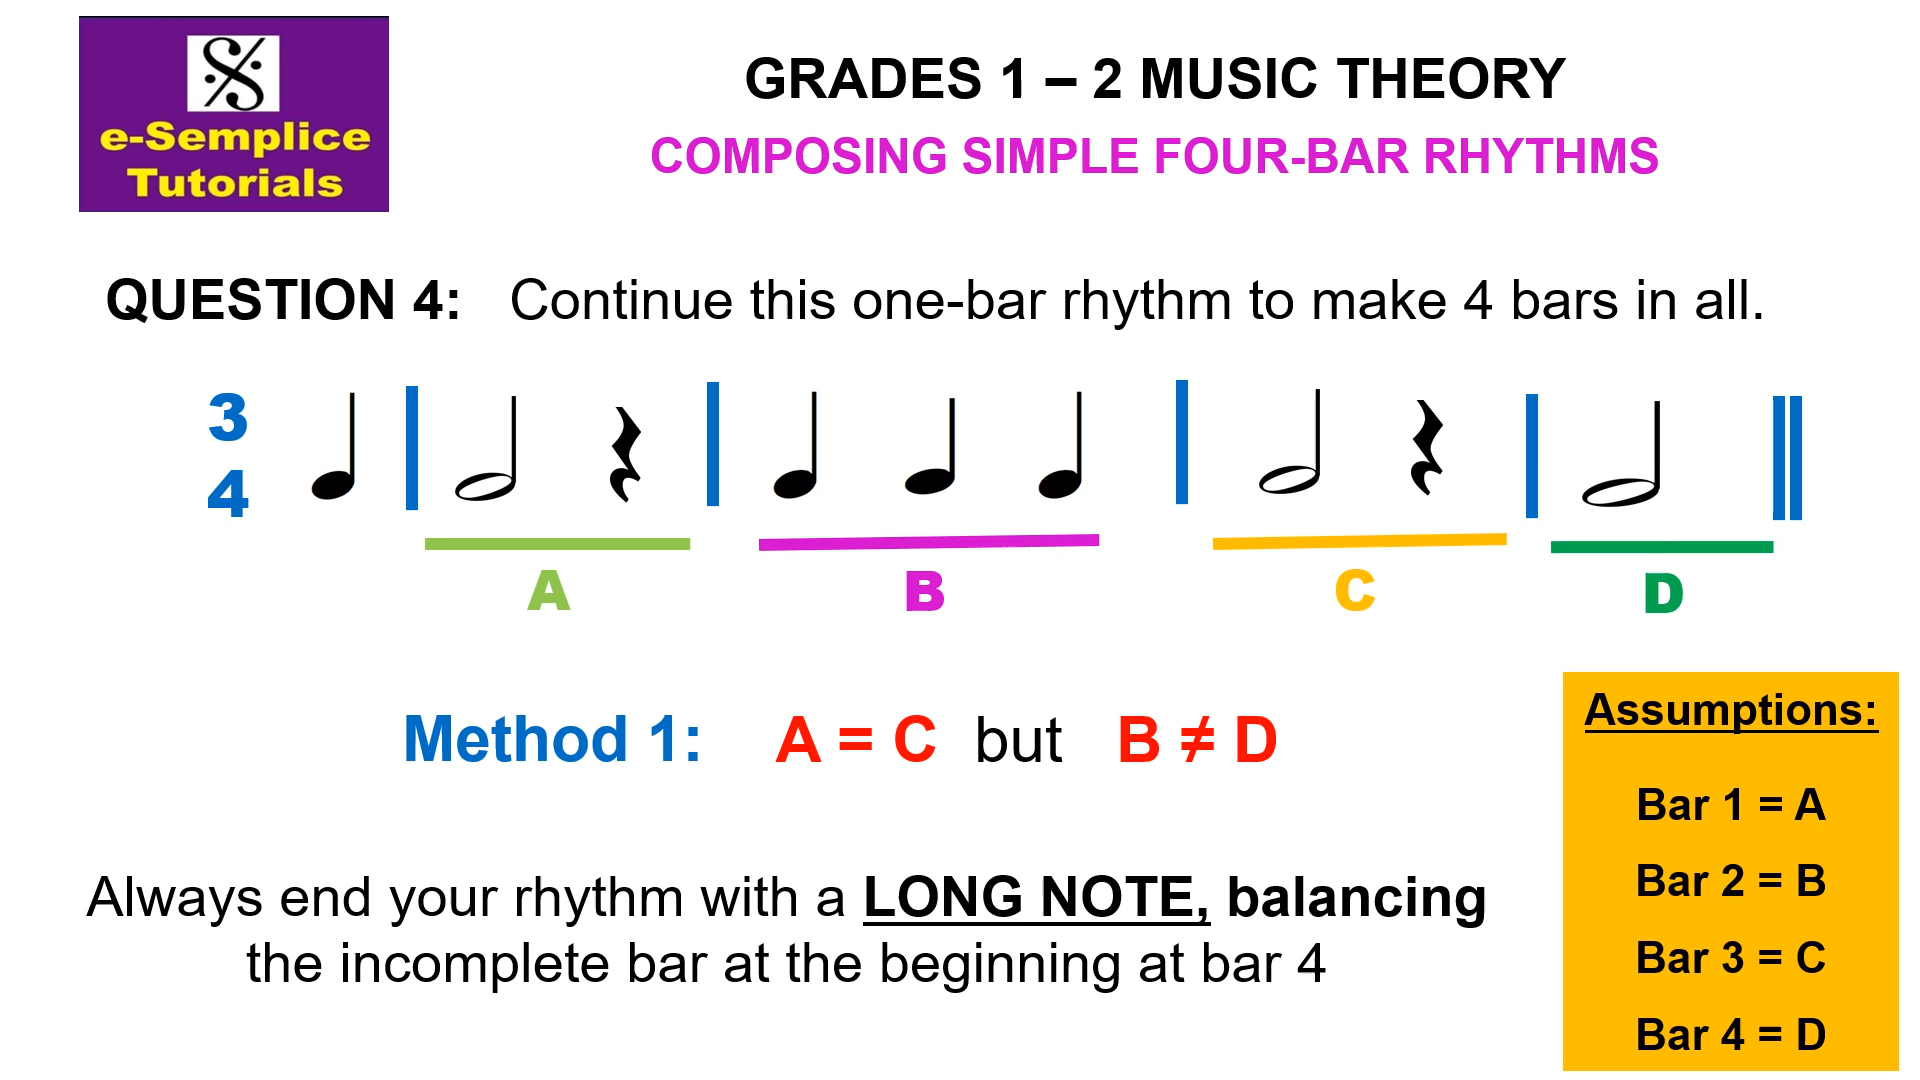 e-Semplice
Tutorials
GRADES 1 – 2 MUSIC THEORY
COMPOSING SIMPLE FOUR-BAR RHYTHMS
QUESTION 4: Continue this one-bar rhythm to make 4 bars in all.
3
4
A B C D
Method 1: A = C but B ≠ D
Always end your rhythm with a LONG NOTE, balancing
the incomplete bar at the beginning at bar 4
Assumptions:
Bar 1 = A
Bar 2 = B
Bar 3 = C
Bar 4 = D